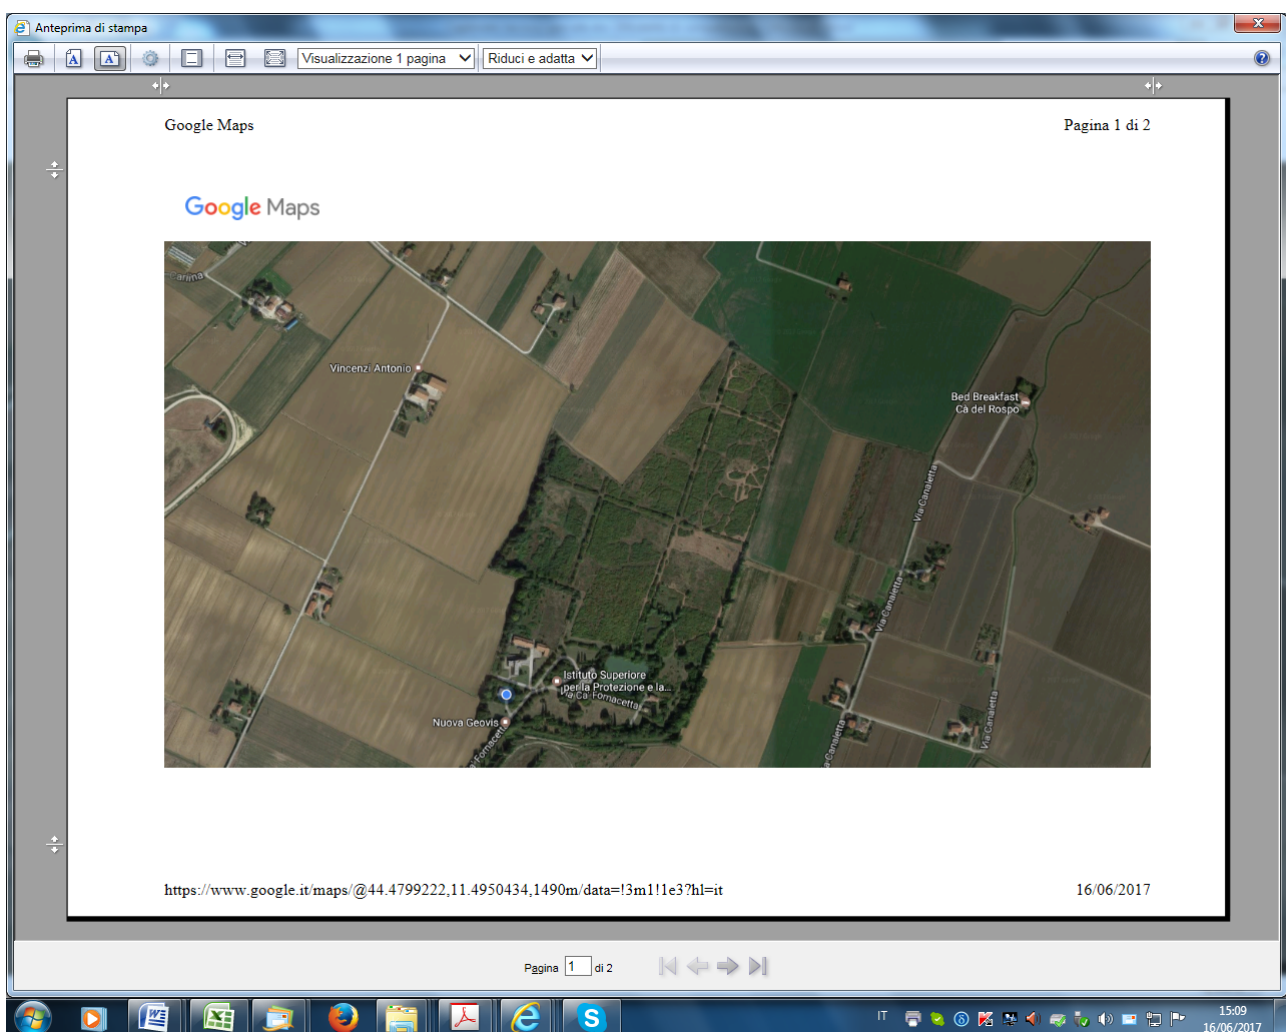 Anteprima di stampa
Visualizzazione 1 pagina
Riduci e adatta
Google Maps
Pagina 1 di 2
Google Maps
Vincenzi Antonio
Bed Breakfast
Cà del Rospo
Via Canaletta
Via Canaletta
Istituto Superiore
per la Protezione e la...
Via Ca' Fornacetta
Nuova Geovis
Via Canaletta
https://www.google.it/maps/@44.4799222,11.4950434,1490m/data=!3m1!1e3?hl=it
16/06/2017
Pagina 1 di 2
IT
15:09
16/06/2017